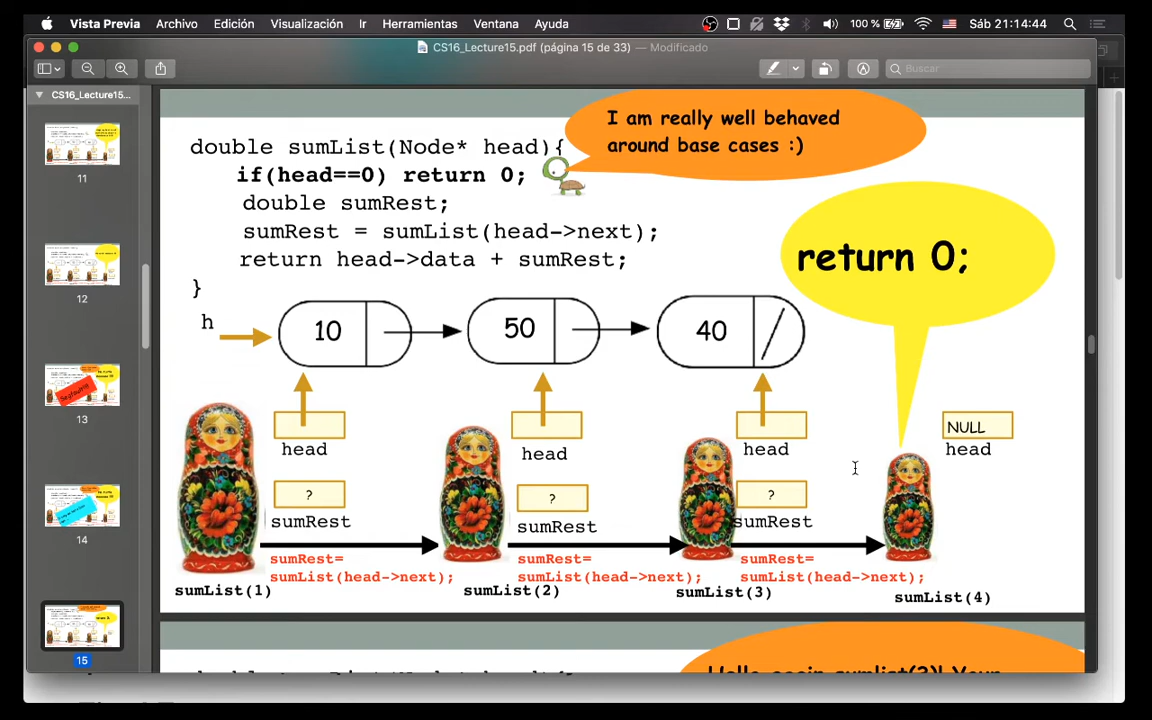 Vista Previa Archivo Edición Visualización Ir Herramientas Ventana Ayuda 100 % Sáb 21:14:44
CS16_Lecture15.pdf (página 15 de 33) — Modificado
Buscar
CS16_Lecture15...
11
12
13
14
15
I am really well behaved
around base cases :)
double sumList(Node* head){
if(head==0) return 0;
double sumRest;
sumRest = sumList(head->next);
return head->data + sumRest;
}
return 0;
h
10
50
40
head
head
head
NULL
head
?
?
?
sumRest
sumRest
sumRest
sumRest=
sumList(head->next);
sumRest=
sumList(head->next);
sumRest=
sumList(head->next);
sumList(1)
sumList(2)
sumList(3)
sumList(4)